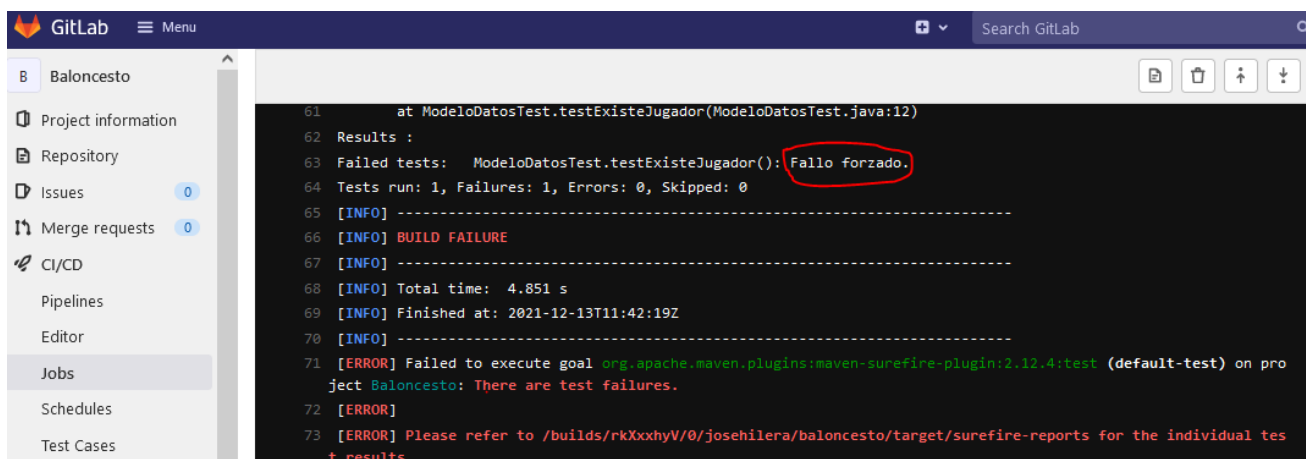 GitLab
Menu
Search GitLab
B Baloncesto
Project information
Repository
Issues 0
Merge requests 0
CI/CD
Pipelines
Editor
Jobs
Schedules
Test Cases
61 at ModeloDatosTest.testExisteJugador(ModeloDatosTest.java:12)
62 Results :
63 Failed tests: ModeloDatosTest.testExisteJugador(): Fallo forzado.
64 Tests run: 1, Failures: 1, Errors: 0, Skipped: 0
65 [INFO] ------------------------------------------------------------------------
66 [INFO] BUILD FAILURE
67 [INFO] ------------------------------------------------------------------------
68 [INFO] Total time: 4.851 s
69 [INFO] Finished at: 2021-12-13T11:42:19Z
70 [INFO] ------------------------------------------------------------------------
71 [ERROR] Failed to execute goal org.apache.maven.plugins:maven-surefire-plugin:2.12.4:test (default-test) on pro
ject Baloncesto: There are test failures.
72 [ERROR]
73 [ERROR] Please refer to /builds/rkXxxhyV/0/josehilera/baloncesto/target/surefire-reports for the individual tes
t results.